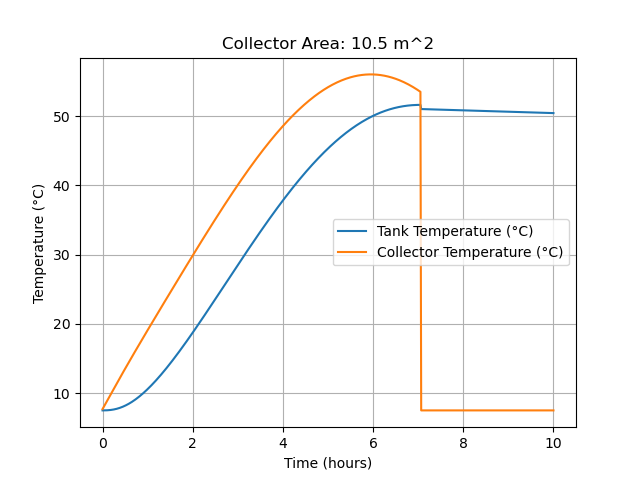 Collector Area: 10.5 m^2
Temperature (°C)
50
40
30
20
10
Tank Temperature (°C)
Collector Temperature (°C)
0 2 4 6 8 10
Time (hours)